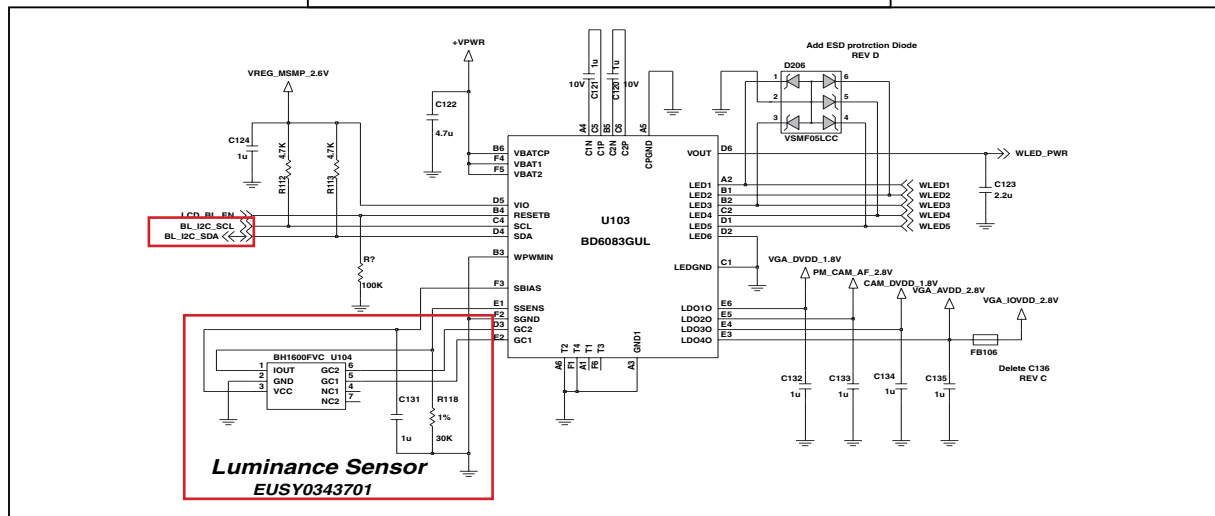 Add ESD protrction Diode
REV D
+VPWR
VREG_MSMP_2.6V
D206
1 6
2 5
3 4
VSMF05LCC
10V C121 1u
C120 1u 10V
C122
4.7u
C124
1u
4.7K R112
4.7K R113
A4 C5 B5 C6 A5
C1N C1P C2N C2P CPGND
B6 VBATCP
F4 VBAT1
F5 VBAT2
VOUT D6 WLED_PWR
C123
2.2u
LED1 A2 WLED1
LED2 B1 WLED2
LED3 B2 WLED3
LED4 C2 WLED4
LED5 D1 WLED5
LED6 D2
LEDGND C1
U103
BD6083GUL
D5 VIO
LCD_BL_EN B4 RESETB
BL_I2C_SCL C4 SCL
BL_I2C_SDA D4 SDA
B3 WPWMIN
R?
100K
F3 SBIAS
E1 SSENS
F2 SGND
D3 GC2
E2 GC1
VGA_DVDD_1.8V
PM_CAM_AF_2.8V
CAM_DVDD_1.8V
VGA_AVDD_2.8V
VGA_IOVDD_2.8V
LDO1O E6
LDO2O E5
LDO3O E4
LDO4O E3
FB106
Delete C136
REV C
T2 T4 T1 T3 GND1
A6 F1 A1 F6 A3
C132
1u
C133
1u
C134
1u
C135
1u
BH1600FVC U104
1 IOUT GC2 6
2 GND GC1 5
3 VCC NC1 4
NC2 7
C131
1u
R118
1%
30K
Luminance Sensor
EUSY0343701